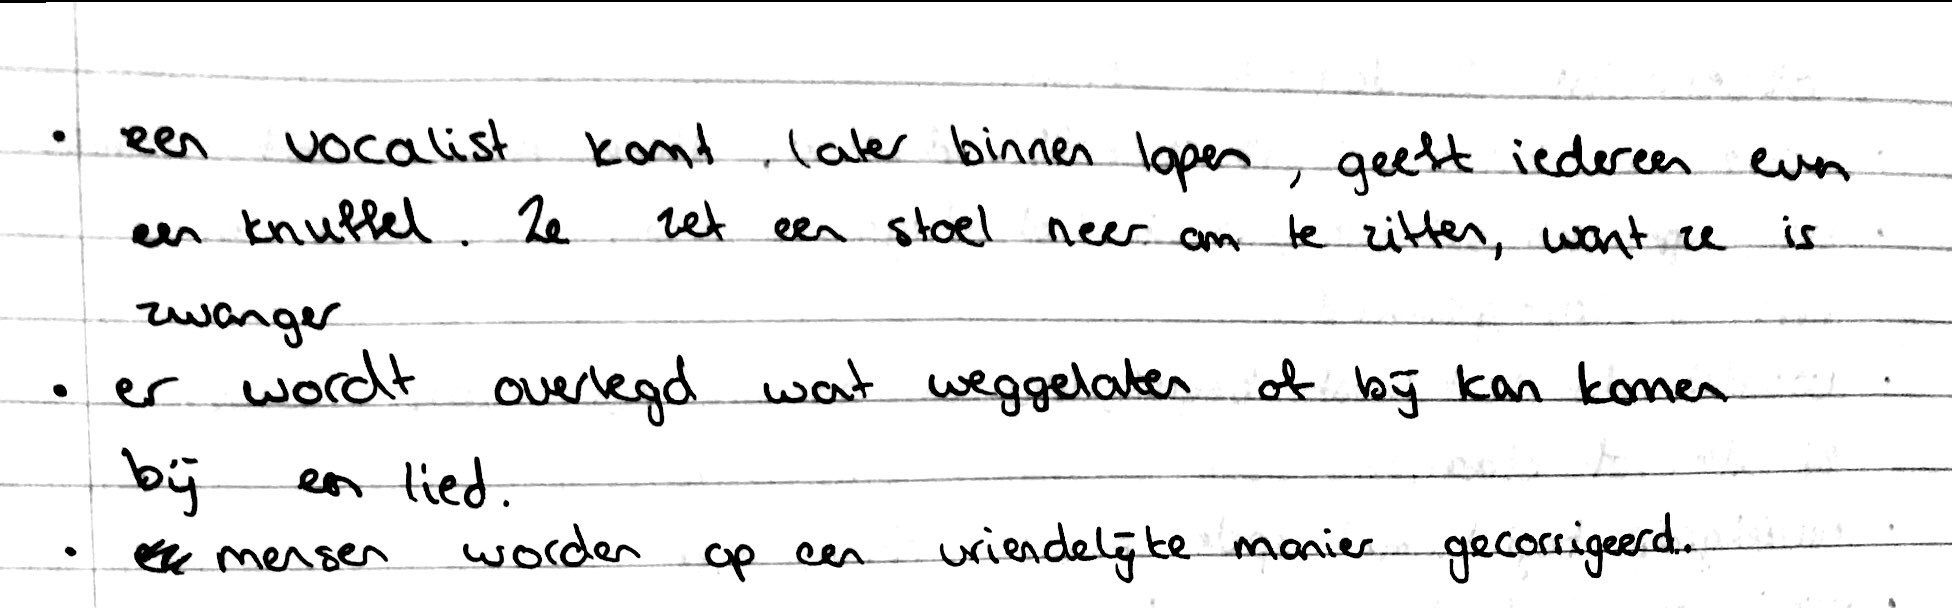 • een vocalist komt later binnen lopen, geeft iedereen even
een knuffel. Ze zet een stoel neer om te zitten, want ze is
zwanger
• er wordt overlegd wat weggelaten of bij kan komen
bij een lied.
• mensen worden op een vriendelijke manier gecorrigeerd.